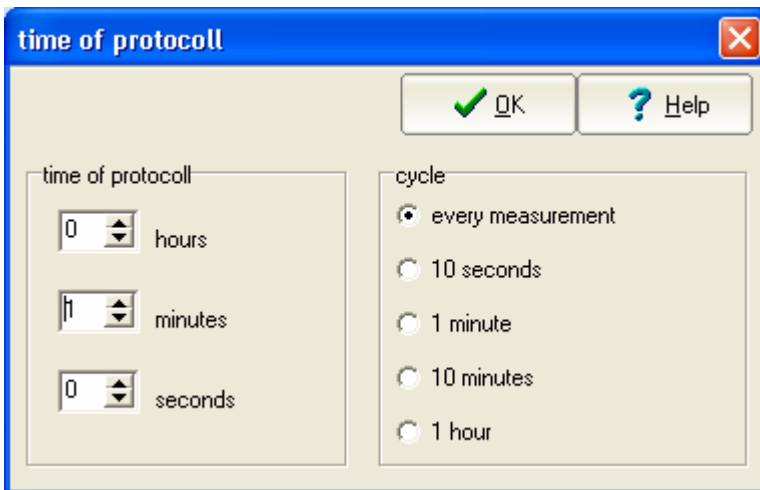 time of protocoll
OK
Help
time of protocoll
0 hours
1 minutes
0 seconds
cycle
every measurement
10 seconds
1 minute
10 minutes
1 hour